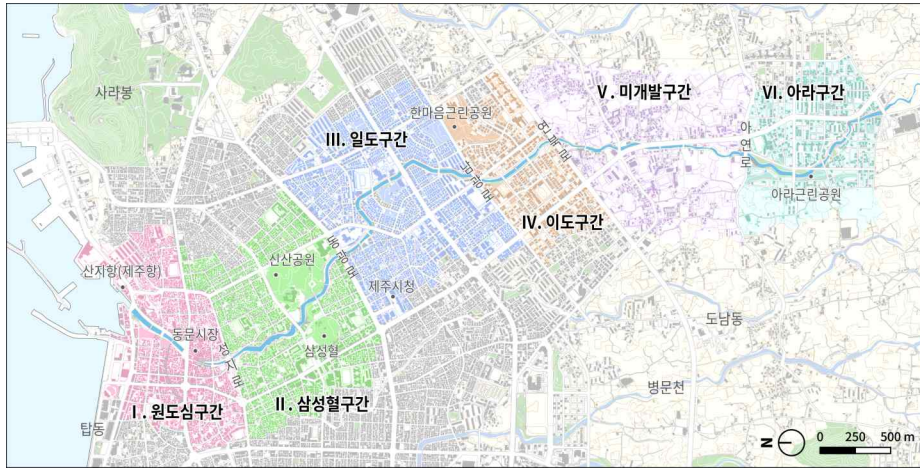 사라봉
한마음근린공원
III. 일도구간
V. 미개발구간
VI. 아라구간
아연로
아라근린공원
IV. 이도구간
신산공원
산지항(제주항)
제주시청
동문시장
삼성혈
도남동
병문천
I. 원도심구간
II. 삼성혈구간
탑동
N
0 250 500 m